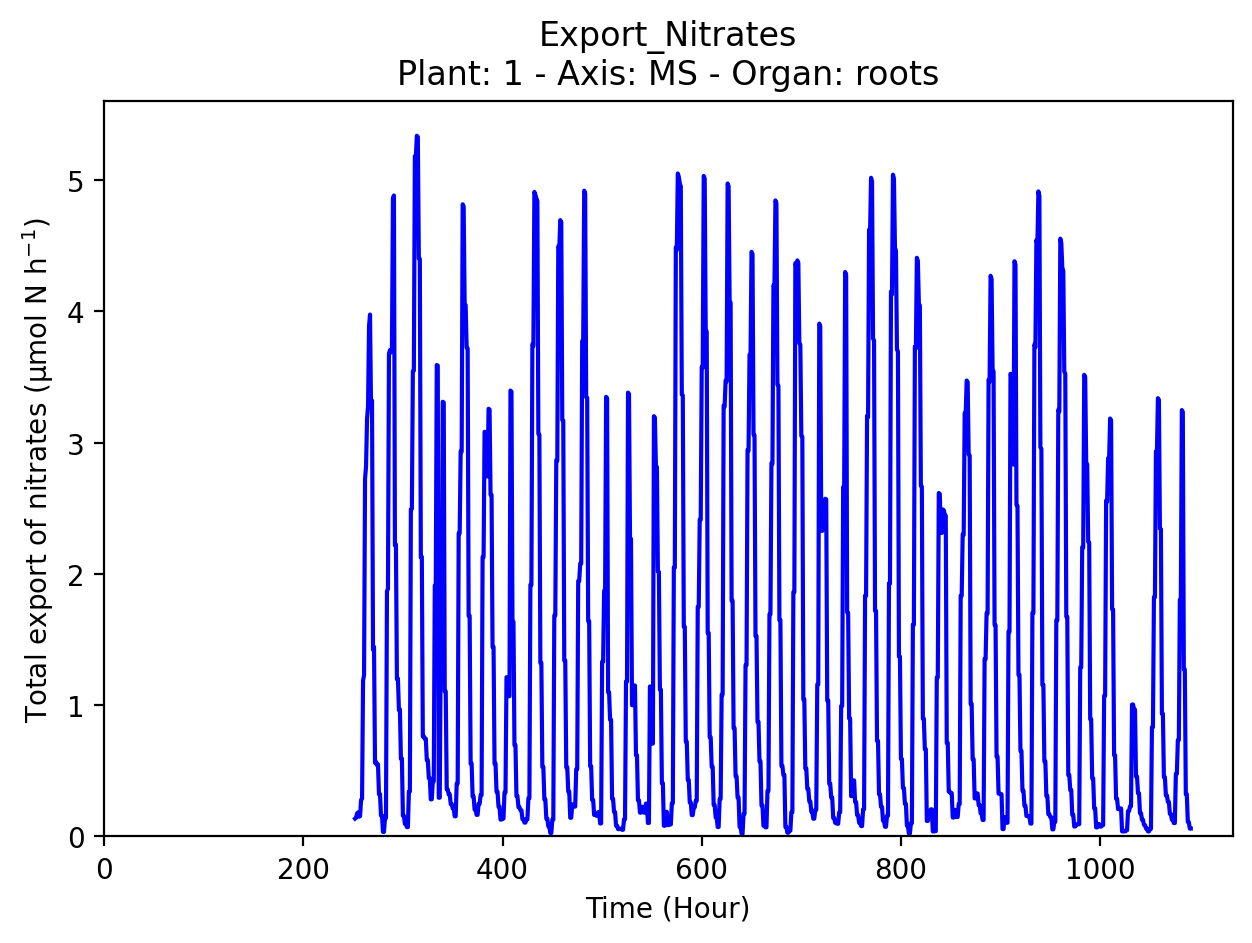 Export_Nitrates
Plant: 1 - Axis: MS - Organ: roots
Total export of nitrates (µmol N h⁻¹)
5
4
3
2
1
0
0 200 400 600 800 1000
Time (Hour)